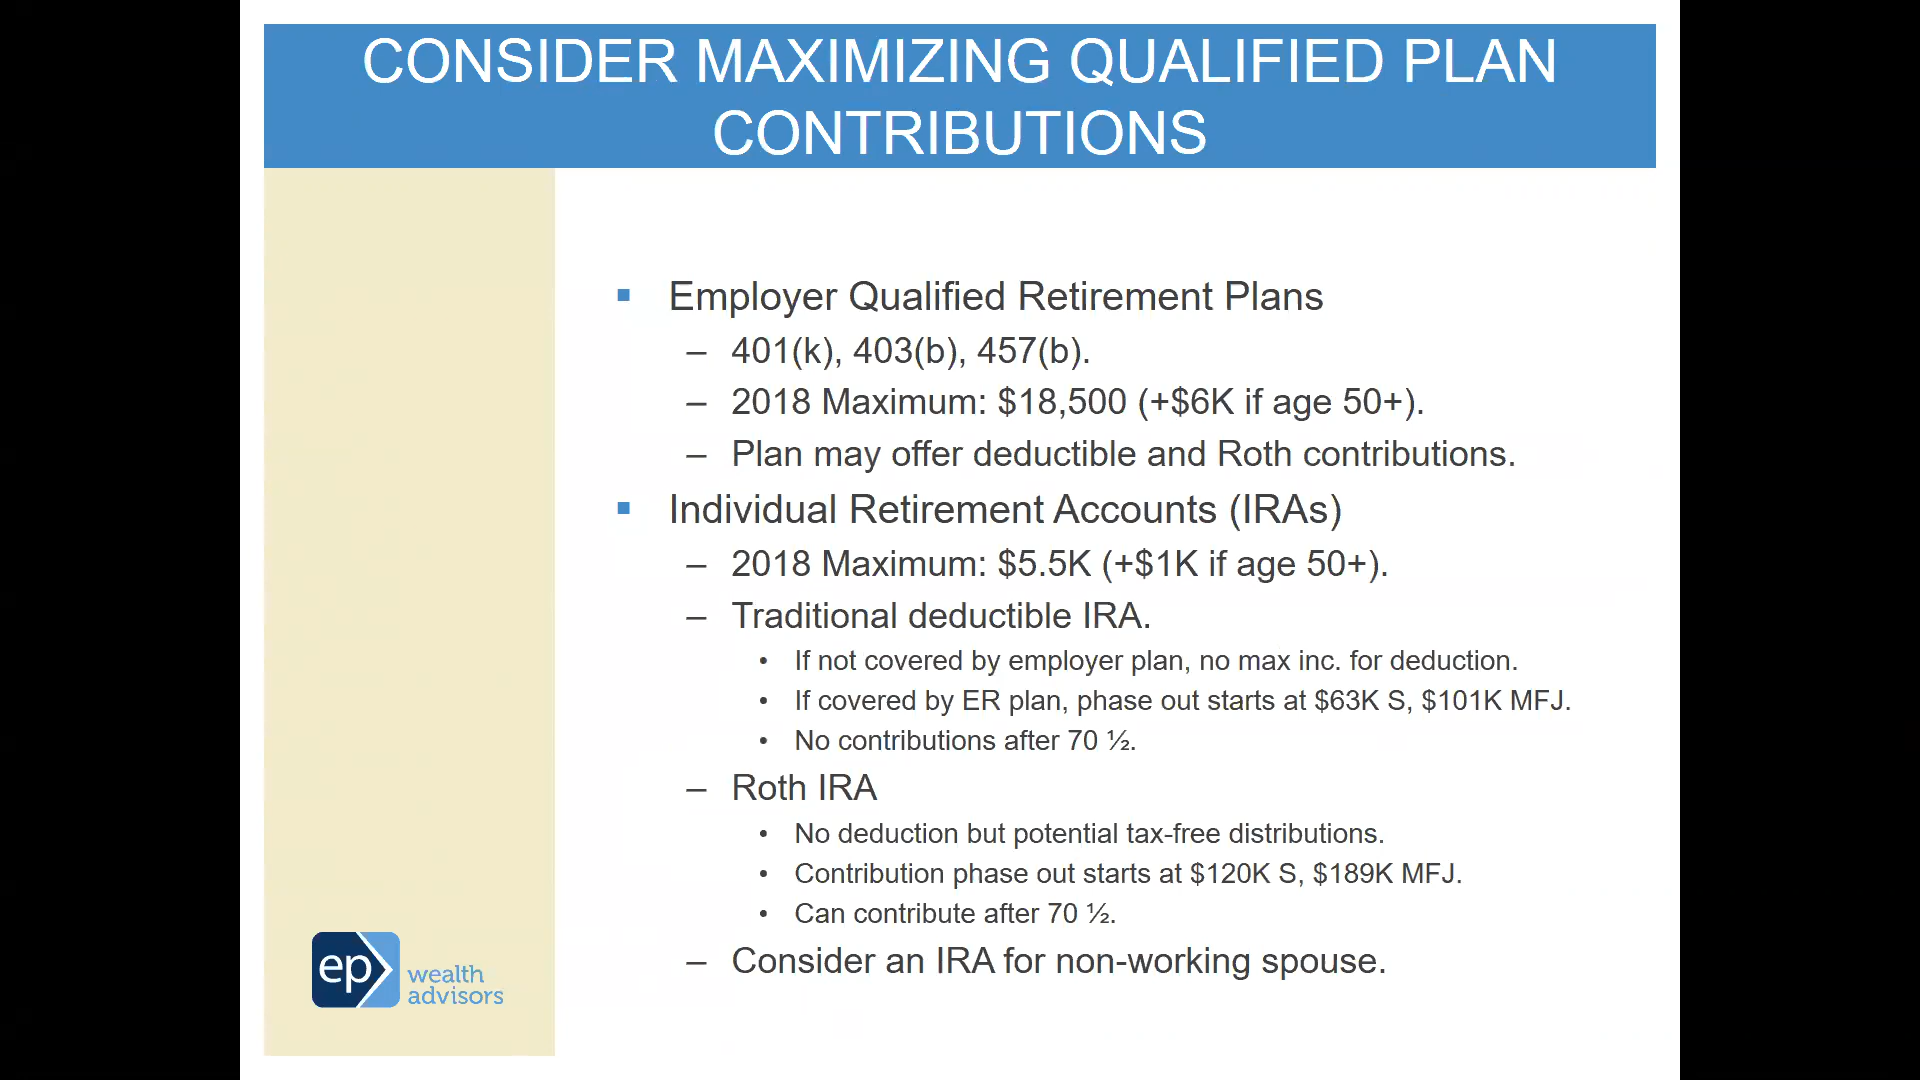 CONSIDER MAXIMIZING QUALIFIED PLAN
CONTRIBUTIONS
▪ Employer Qualified Retirement Plans
– 401(k), 403(b), 457(b).
– 2018 Maximum: $18,500 (+$6K if age 50+).
– Plan may offer deductible and Roth contributions.
▪ Individual Retirement Accounts (IRAs)
– 2018 Maximum: $5.5K (+$1K if age 50+).
– Traditional deductible IRA.
• If not covered by employer plan, no max inc. for deduction.
• If covered by ER plan, phase out starts at $63K S, $101K MFJ.
• No contributions after 70 ½.
– Roth IRA
• No deduction but potential tax-free distributions.
• Contribution phase out starts at $120K S, $189K MFJ.
• Can contribute after 70 ½.
– Consider an IRA for non-working spouse.
ep wealth
advisors